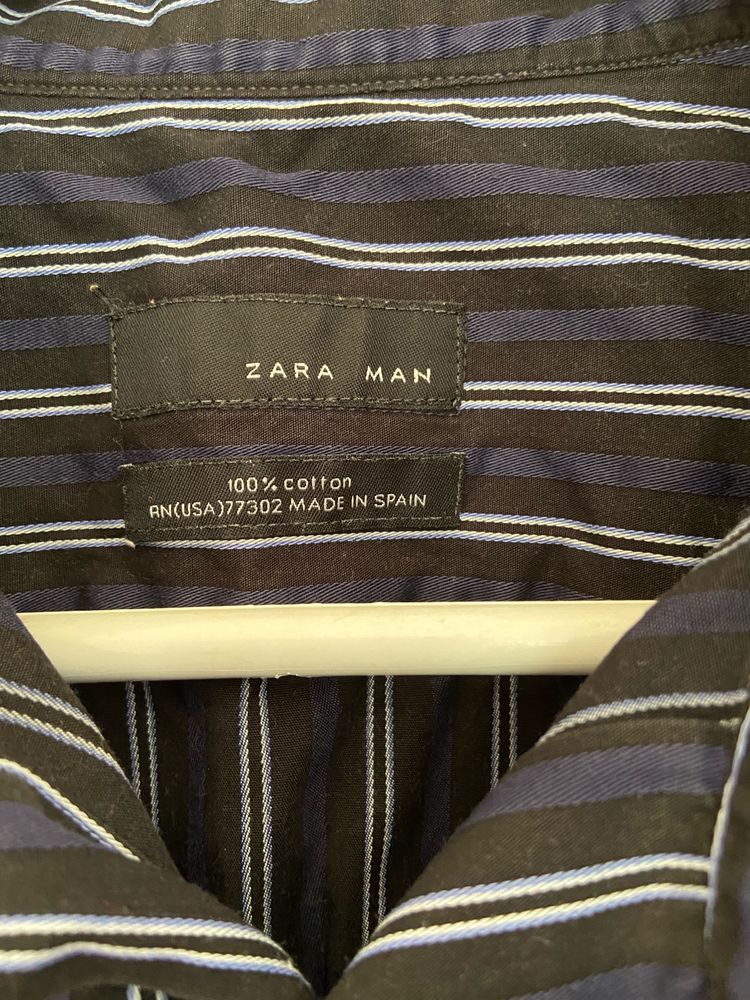 ZARA MAN
100% cotton
RN(USA)77302 MADE IN SPAIN